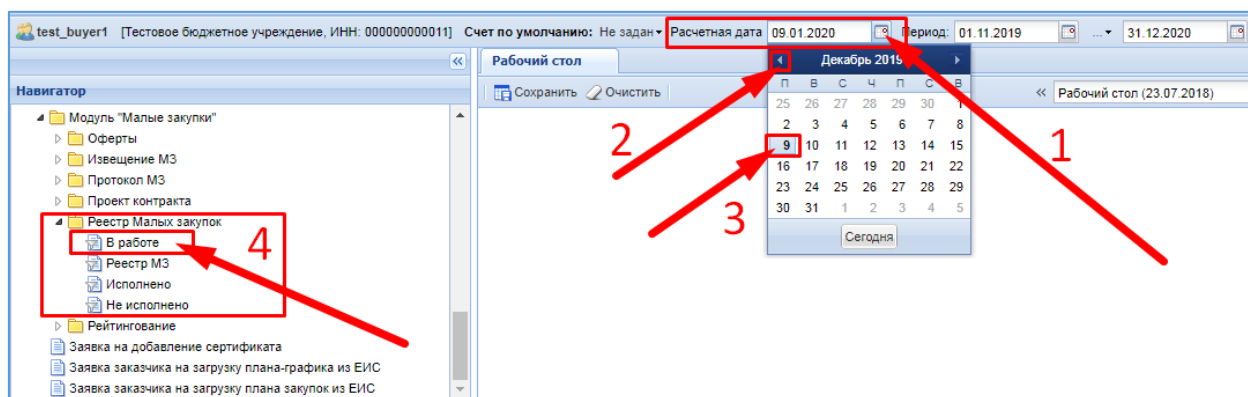 test_buyer1 [Тестовое бюджетное учреждение, ИНН: 000000000011] Счет по умолчанию: Не задан Расчетная дата 09.01.2020 Период: 01.11.2019 ... 31.12.2020
Рабочий стол
Навигатор
Сохранить Очистить
« Рабочий стол (23.07.2018)
Модуль "Малые закупки"
Оферты
Извещение МЗ
Протокол МЗ
Проект контракта
Реестр Малых закупок
В работе
Реестр МЗ
Исполнено
Не исполнено
Рейтингование
Заявка на добавление сертификата
Заявка заказчика на загрузку плана-графика из ЕИС
Заявка заказчика на загрузку плана закупок из ЕИС
Декабрь 2019
П В С Ч П С В
25 26 27 28 29 30 1
2 3 4 5 6 7 8
9 10 11 12 13 14 15
16 17 18 19 20 21 22
23 24 25 26 27 28 29
30 31 1 2 3 4 5
Сегодня
1
2
3
4